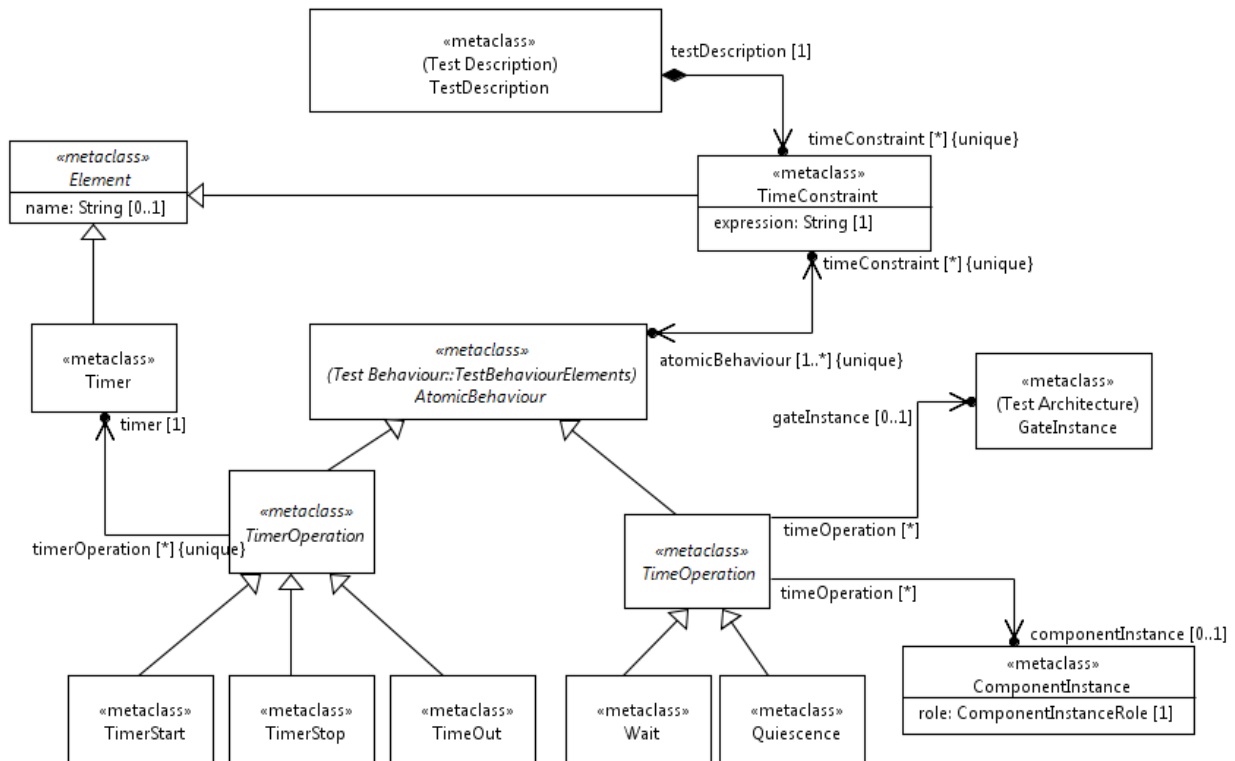 «metaclass»
(Test Description)
TestDescription
testDescription [1]
timeConstraint [*] {unique}
«metaclass»
Element
name: String [0..1]
«metaclass»
TimeConstraint
expression: String [1]
timeConstraint [*] {unique}
«metaclass»
Timer
timer [1]
«metaclass»
(Test Behaviour::TestBehaviourElements)
AtomicBehaviour
atomicBehaviour [1..*] {unique}
«metaclass»
(Test Architecture)
GateInstance
gateInstance [0..1]
«metaclass»
TimerOperation
timerOperation [*] {unique}
«metaclass»
TimeOperation
timeOperation [*]
timeOperation [*]
componentInstance [0..1]
«metaclass»
ComponentInstance
role: ComponentInstanceRole [1]
«metaclass»
TimerStart
«metaclass»
TimerStop
«metaclass»
TimeOut
«metaclass»
Wait
«metaclass»
Quiescence